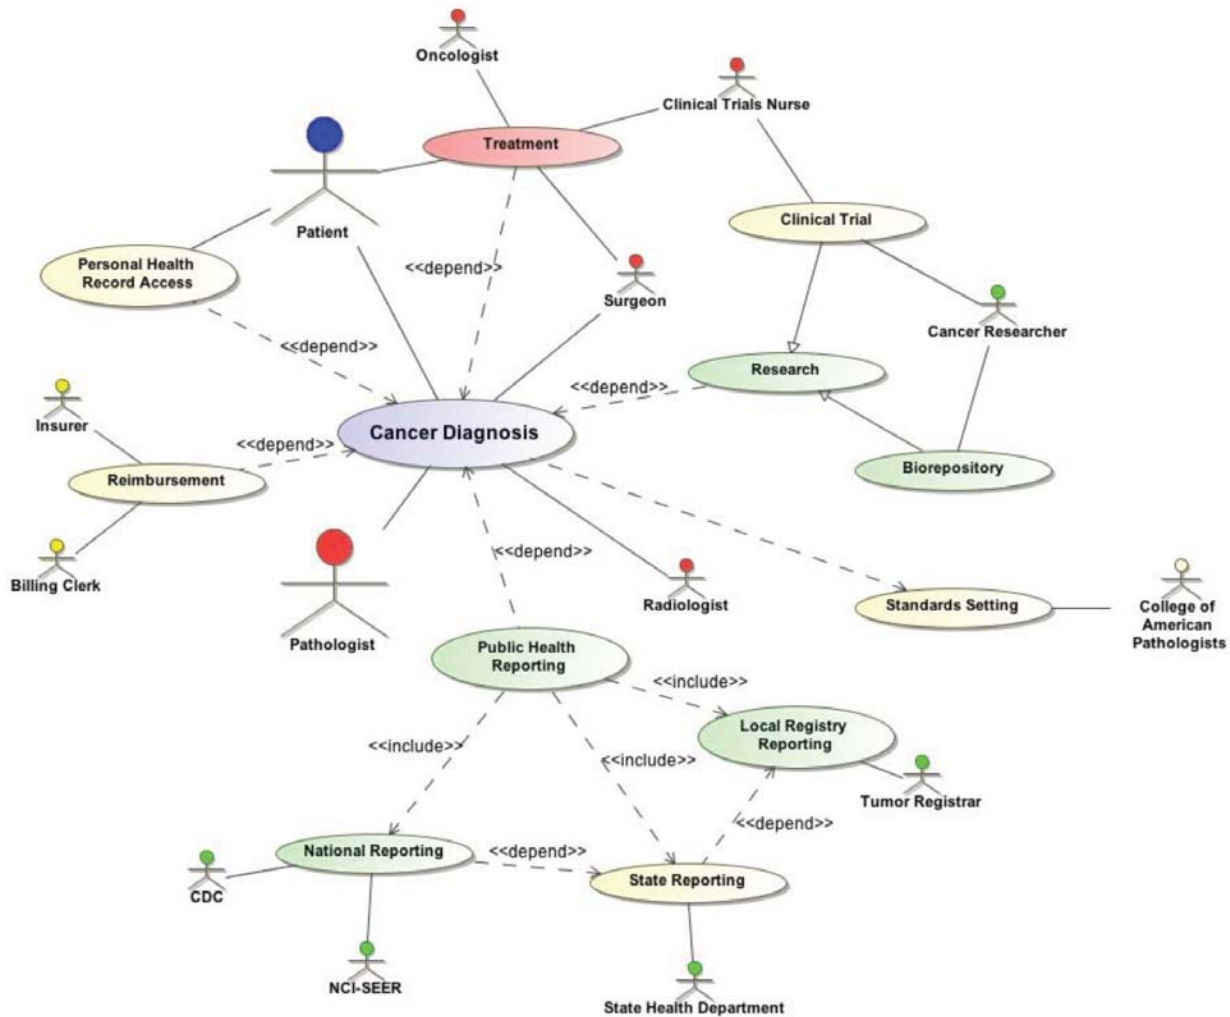 Oncologist
Clinical Trials Nurse
Treatment
Clinical Trial
Patient
Personal Health
Record Access
<<depend>>
Surgeon
Cancer Researcher
<<depend>>
Research
<<depend>>
Insurer
Cancer Diagnosis
<<depend>>
Reimbursement
Biorepository
<<depend>>
Billing Clerk
Radiologist
Standards Setting
College of
American
Pathologists
Pathologist
Public Health
Reporting
<<include>>
Local Registry
Reporting
<<include>>
<<include>>
Tumor Registrar
<<depend>>
National Reporting
<<depend>>
State Reporting
CDC
NCI-SEER
State Health Department